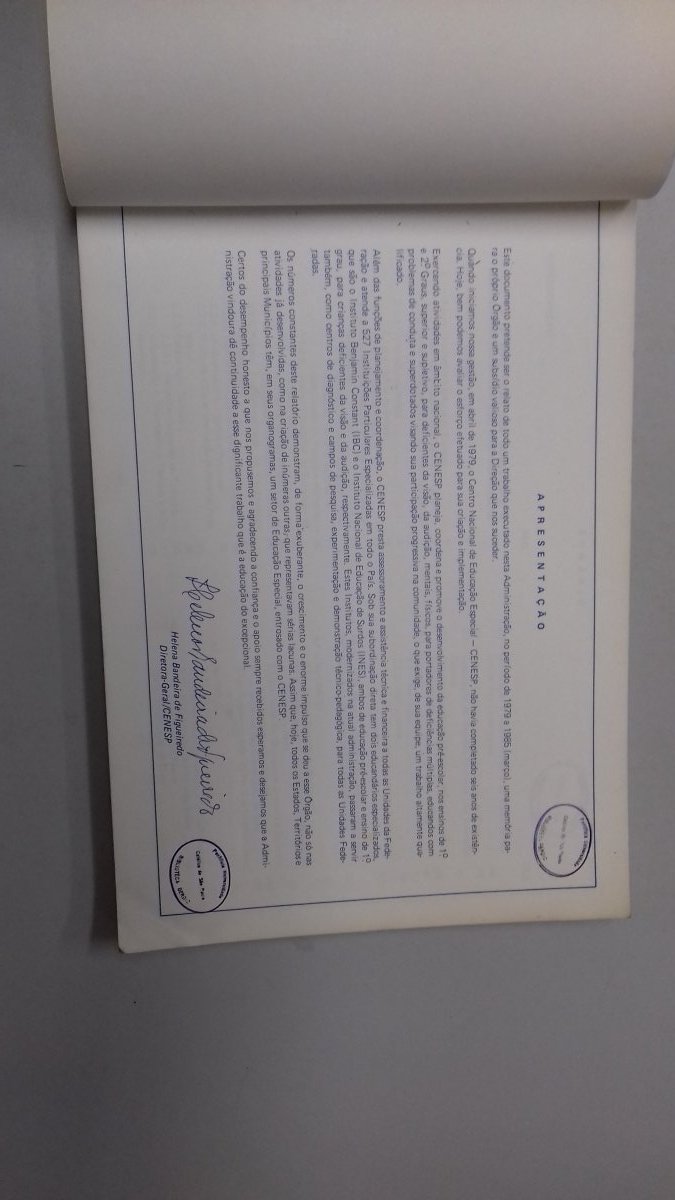 APRESENTAÇÃO
Este documento pretende ser o relato de todo um trabalho executado nesta Administração, no período de 1979 a 1985 (março), uma memória pa-
ra o próprio Órgão e um subsídio valioso para a Direção que nos suceder.
Quando iniciamos nossa gestão, em abril de 1979, o Centro Nacional de Educação Especial — CENESP, não havia completado seis anos de existên-
cia. Hoje, bem podemos avaliar o esforço efetuado para sua criação e implementação.
Exercendo atividades em âmbito nacional, o CENESP planeja, coordena e promove o desenvolvimento da educação pré-escolar, nos ensinos de 1º
e 2º Graus, superior e supletivo, para deficientes da visão, da audição, mentais, físicos, para portadores de deficiências múltiplas, educandos com
problemas de conduta e superdotados visando sua participação progressiva na comunidade, o que exige, de sua equipe, um trabalho altamente qua-
lificado.
Além das funções de planejamento e coordenação, o CENESP presta assessoramento e assistência técnica e financeira a todas as Unidades da Fede-
ração e atende a 527 Instituições Particulares Especializadas em todo o País. Sob sua subordinação direta tem dois educandários especializados,
que são o Instituto Benjamin Constant (IBC) e o Instituto Nacional de Educação de Surdos (INES), ambos de educação pré-escolar e ensino de 1º
grau, para crianças deficientes da visão e da audição, respectivamente. Estes Institutos, modernizados na atual administração, passaram a servir
também, como centros de diagnóstico e campos de pesquisa, experimentação e demonstração técnico-pedagógica, para todas as Unidades Fede-
radas.
Os números constantes deste relatório demonstram, de forma exuberante, o crescimento e o enorme impulso que se deu a esse Órgão, não só nas
atividades já desenvolvidas, como na criação de inúmeras outras, que representavam sérias lacunas. Assim que, hoje, todos os Estados, Territórios e
principais Municípios têm, em seus organogramas, um setor de Educação Especial, entrosado com o CENESP.
Certos do desempenho honesto a que nos propusemos e agradecendo a confiança e o apoio sempre recebidos esperamos e desejamos que a Admi-
nistração vindoura dê continuidade a esse dignificante trabalho que é a educação do excepcional.
Helena Bandeira de Figueiredo
Helena Bandeira de Figueiredo
Diretora-Geral/CENESP
Católica de São Paulo
BIBLIOTECA